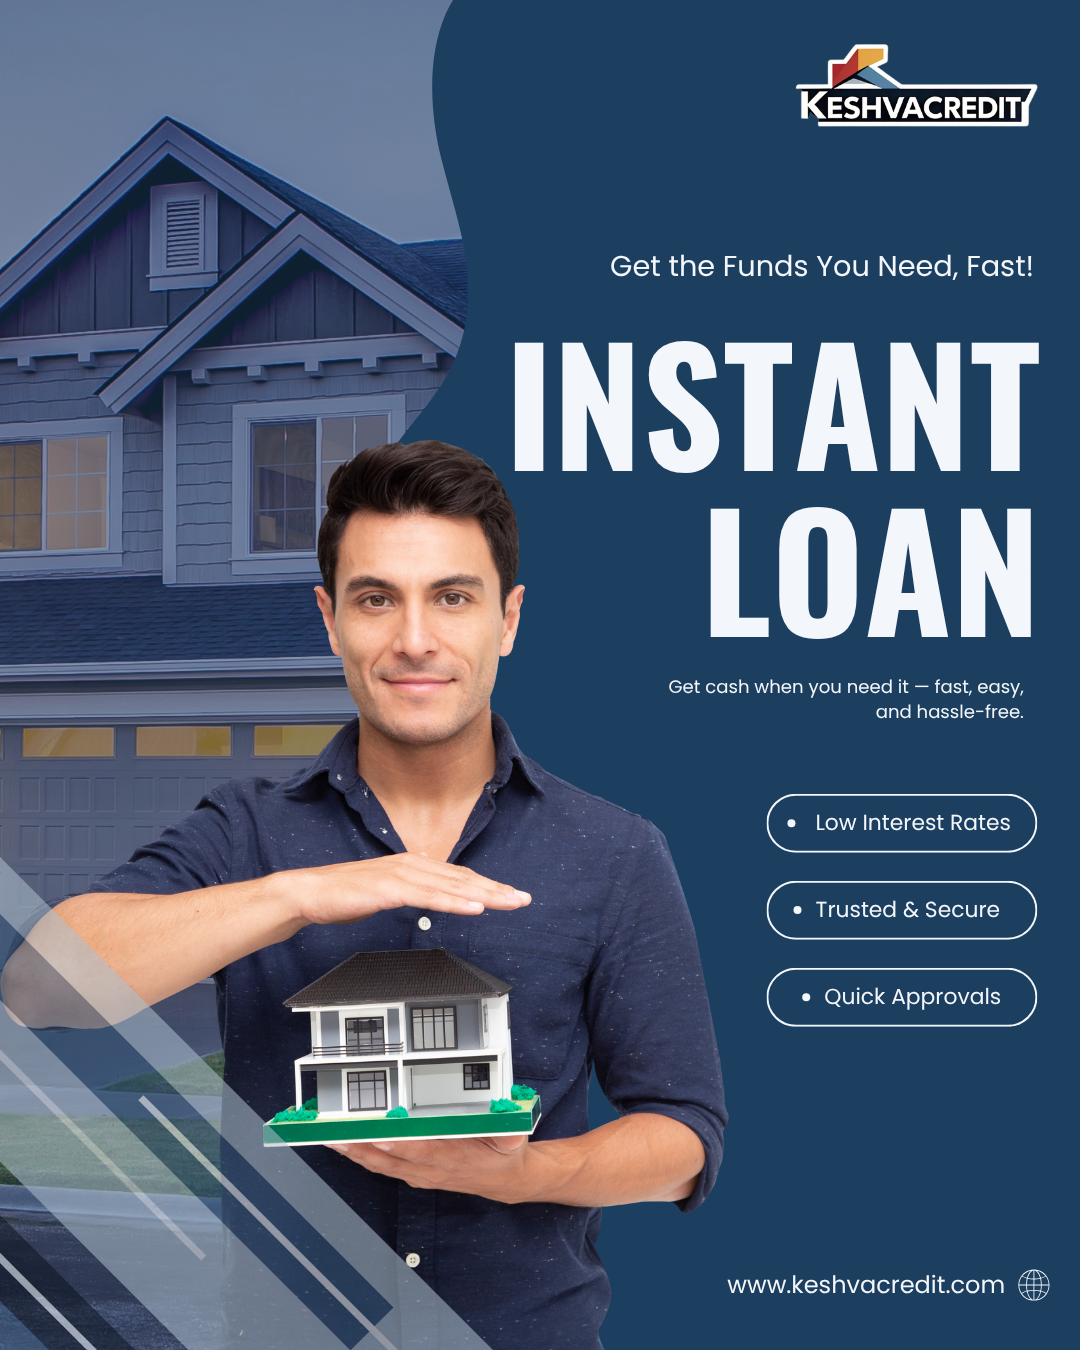 KESHVACREDIT
Get the Funds You Need, Fast!
INSTANT
LOAN
Get cash when you need it — fast, easy,
and hassle-free.
• Low Interest Rates
• Trusted & Secure
• Quick Approvals
www.keshvacredit.com